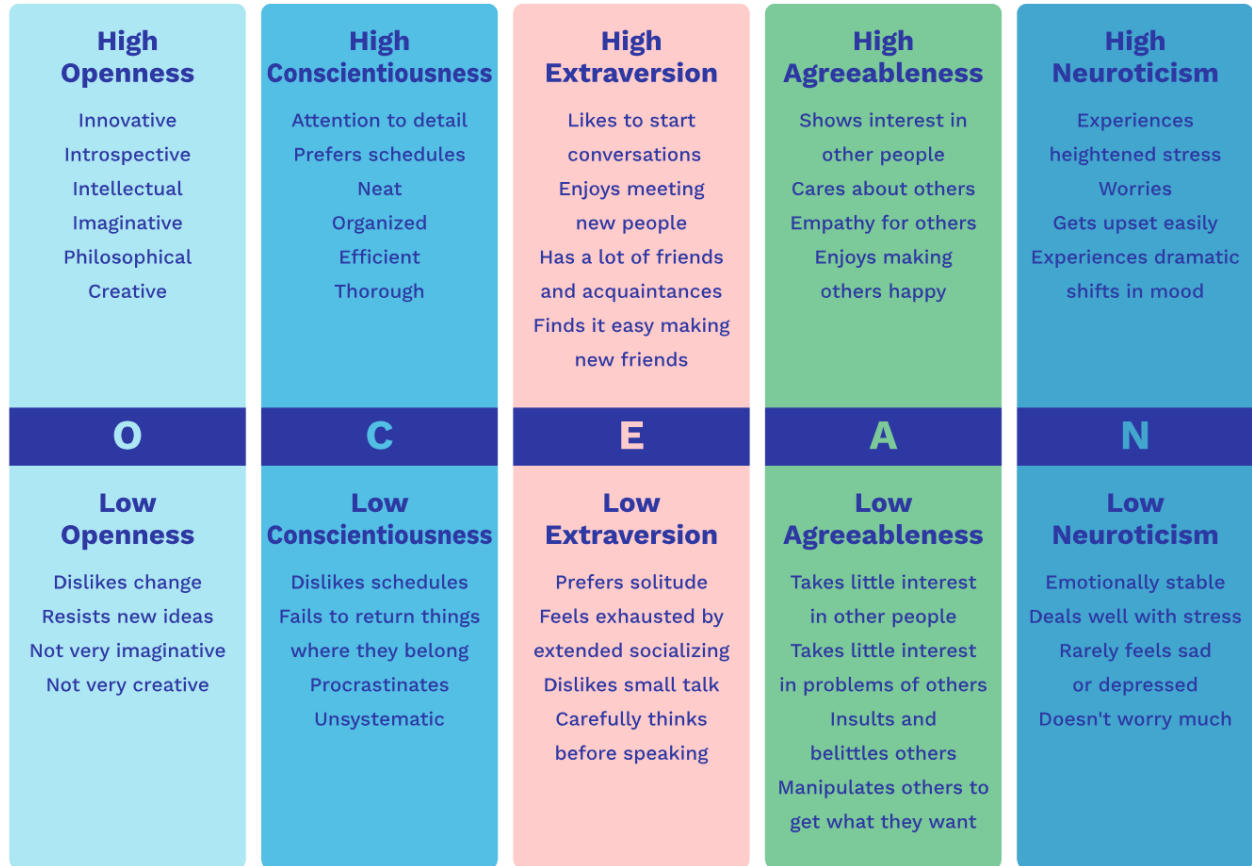 High
Openness
Innovative
Introspective
Intellectual
Imaginative
Philosophical
Creative
O
Low
Openness
Dislikes change
Resists new ideas
Not very imaginative
Not very creative
High
Conscientiousness
Attention to detail
Prefers schedules
Neat
Organized
Efficient
Thorough
C
Low
Conscientiousness
Dislikes schedules
Fails to return things
where they belong
Procrastinates
Unsystematic
High
Extraversion
Likes to start
conversations
Enjoys meeting
new people
Has a lot of friends
and acquaintances
Finds it easy making
new friends
E
Low
Extraversion
Prefers solitude
Feels exhausted by
extended socializing
Dislikes small talk
Carefully thinks
before speaking
High
Agreeableness
Shows interest in
other people
Cares about others
Empathy for others
Enjoys making
others happy
A
Low
Agreeableness
Takes little interest
in other people
Takes little interest
in problems of others
Insults and
belittles others
Manipulates others to
get what they want
High
Neuroticism
Experiences
heightened stress
Worries
Gets upset easily
Experiences dramatic
shifts in mood
N
Low
Neuroticism
Emotionally stable
Deals well with stress
Rarely feels sad
or depressed
Doesn't worry much